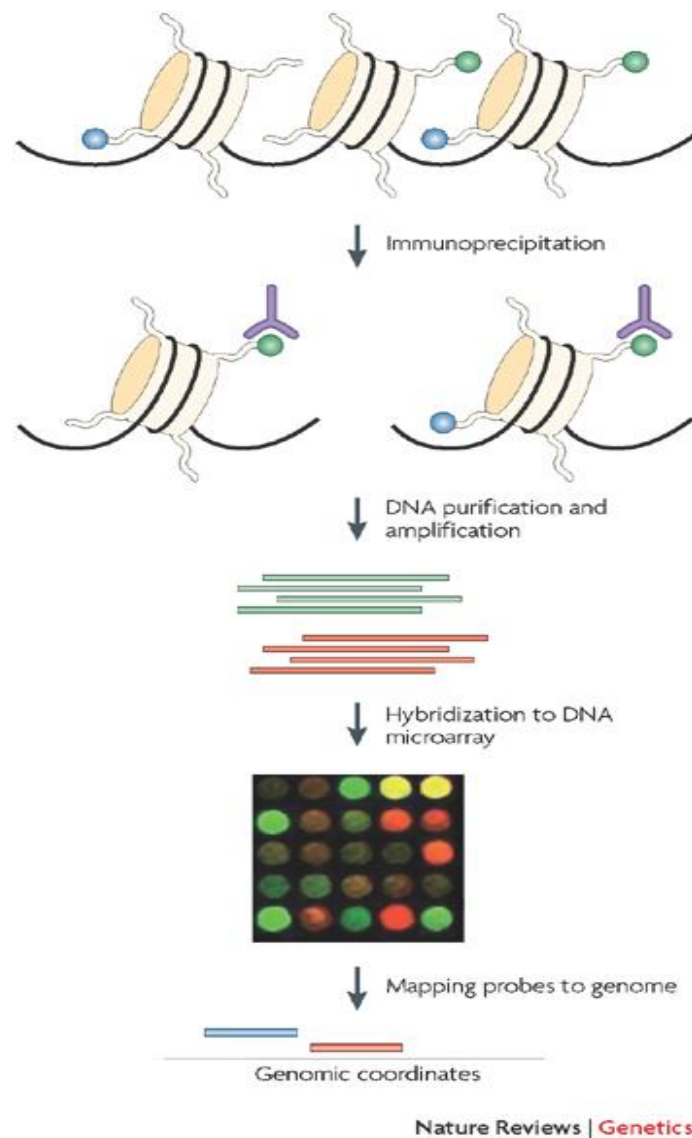 Immunoprecipitation
DNA purification and
amplification
Hybridization to DNA
microarray
Mapping probes to genome
Genomic coordinates
Nature Reviews | Genetics